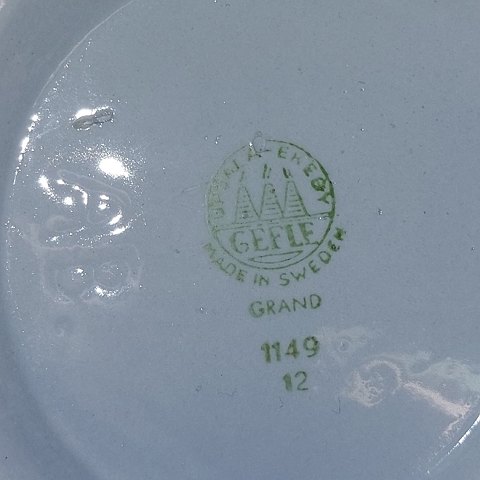 UPSALA EKEBY
GEFLE
MADE IN SWEDEN
GRAND
1149
12